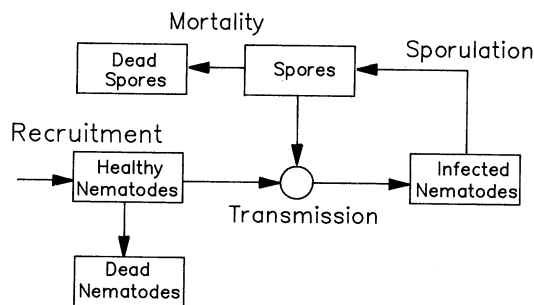 Mortality
Dead
Spores
Spores
Sporulation
Recruitment
Healthy
Nematodes
Infected
Nematodes
Transmission
Dead
Nematodes